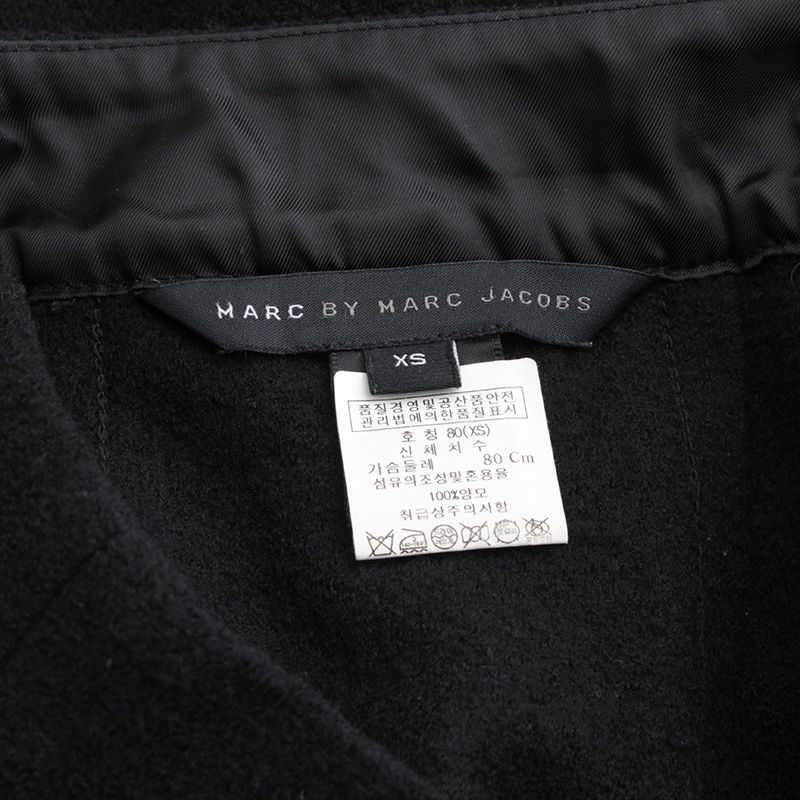 MARC BY MARC JACOBS
XS
품질경영및공산품안전
관리법에의한품질표시
호 칭 80(XS)
신 체 치 수
가슴둘레 80 Cm
섬유의조성및혼용율
100%양모
취급상주의사항